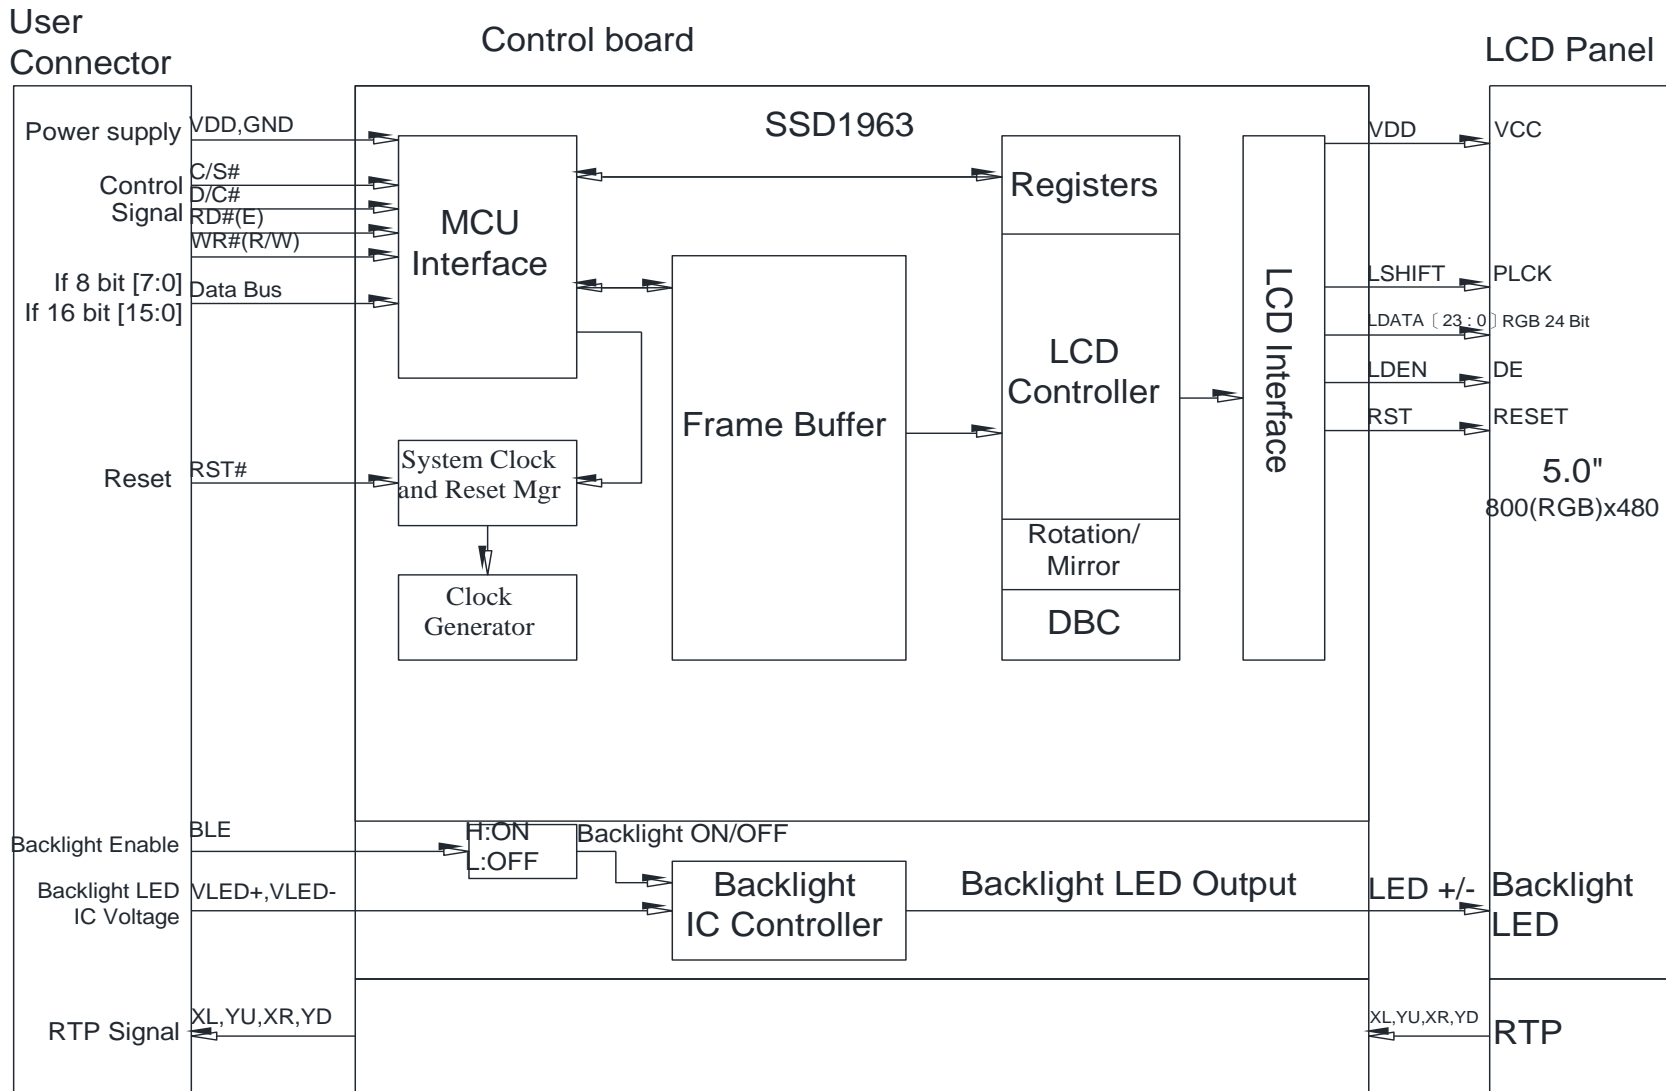 User
Connector
Control board
LCD Panel
Power supply
VDD,GND
Control
Signal
C/S#
D/C#
RD#(E)
WR#(R/W)
If 8 bit [7:0]
If 16 bit [15:0]
Data Bus
Reset
RST#
SSD1963
MCU
Interface
System Clock
and Reset Mgr
Clock
Generator
Frame Buffer
Registers
LCD
Controller
Rotation/
Mirror
DBC
LCD Interface
VDD
VCC
LSHIFT
PLCK
LDATA〔23 : 0〕RGB 24 Bit
LDEN
DE
RST
RESET
5.0"
800(RGB)x480
Backlight Enable
BLE
H:ON
L:OFF
Backlight ON/OFF
Backlight LED
IC Voltage
VLED+,VLED-
Backlight
IC Controller
Backlight LED Output
LED +/-
Backlight
LED
RTP Signal
XL,YU,XR,YD
XL,YU,XR,YD
RTP